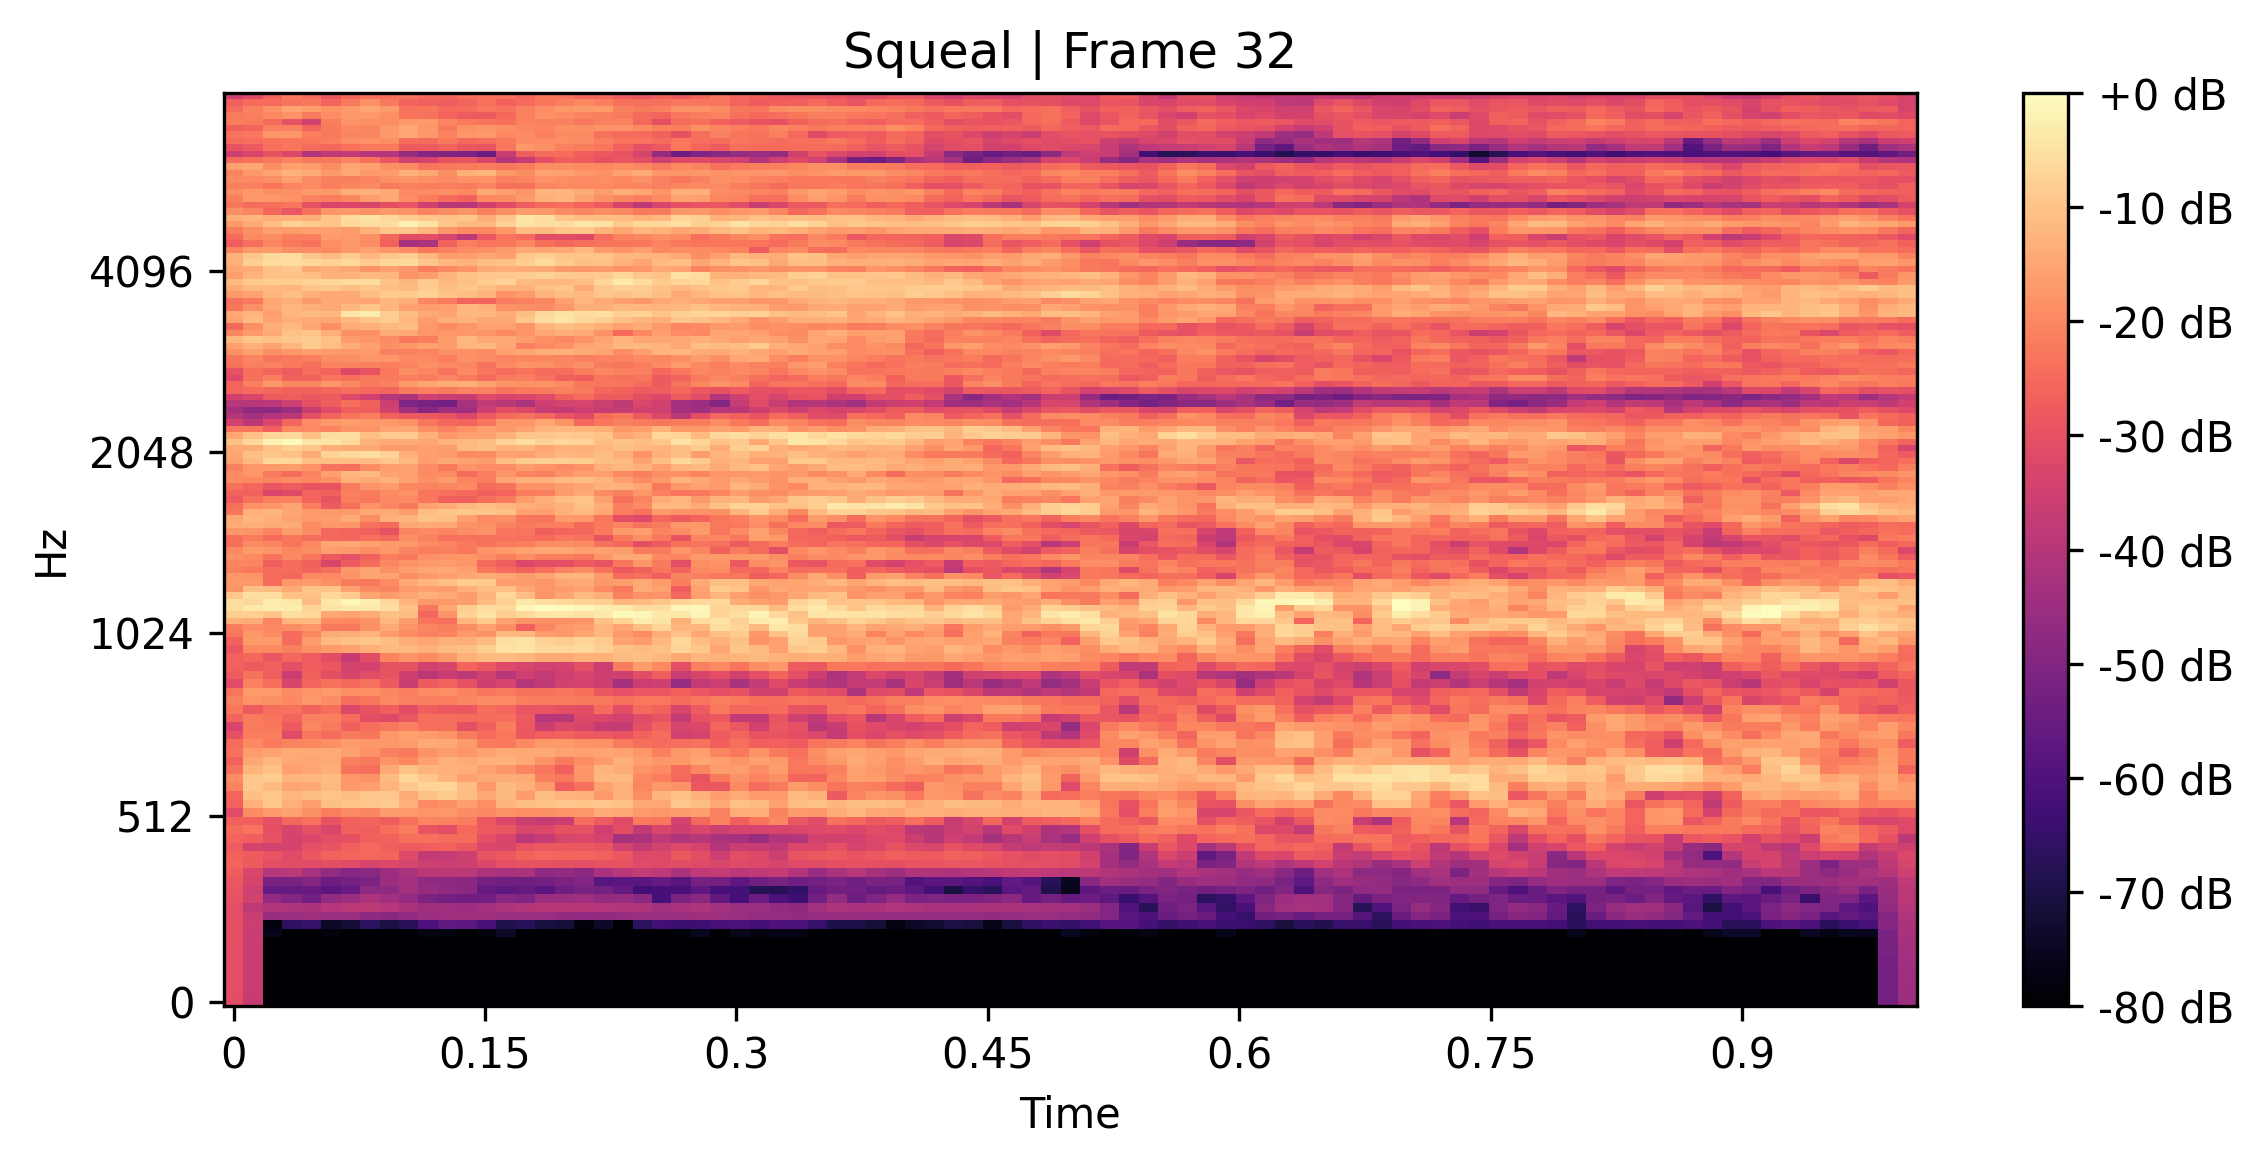 Squeal | Frame 32
+0 dB
-10 dB
-20 dB
-30 dB
-40 dB
-50 dB
-60 dB
-70 dB
-80 dB
Hz
4096
2048
1024
512
0
0 0.15 0.3 0.45 0.6 0.75 0.9
Time